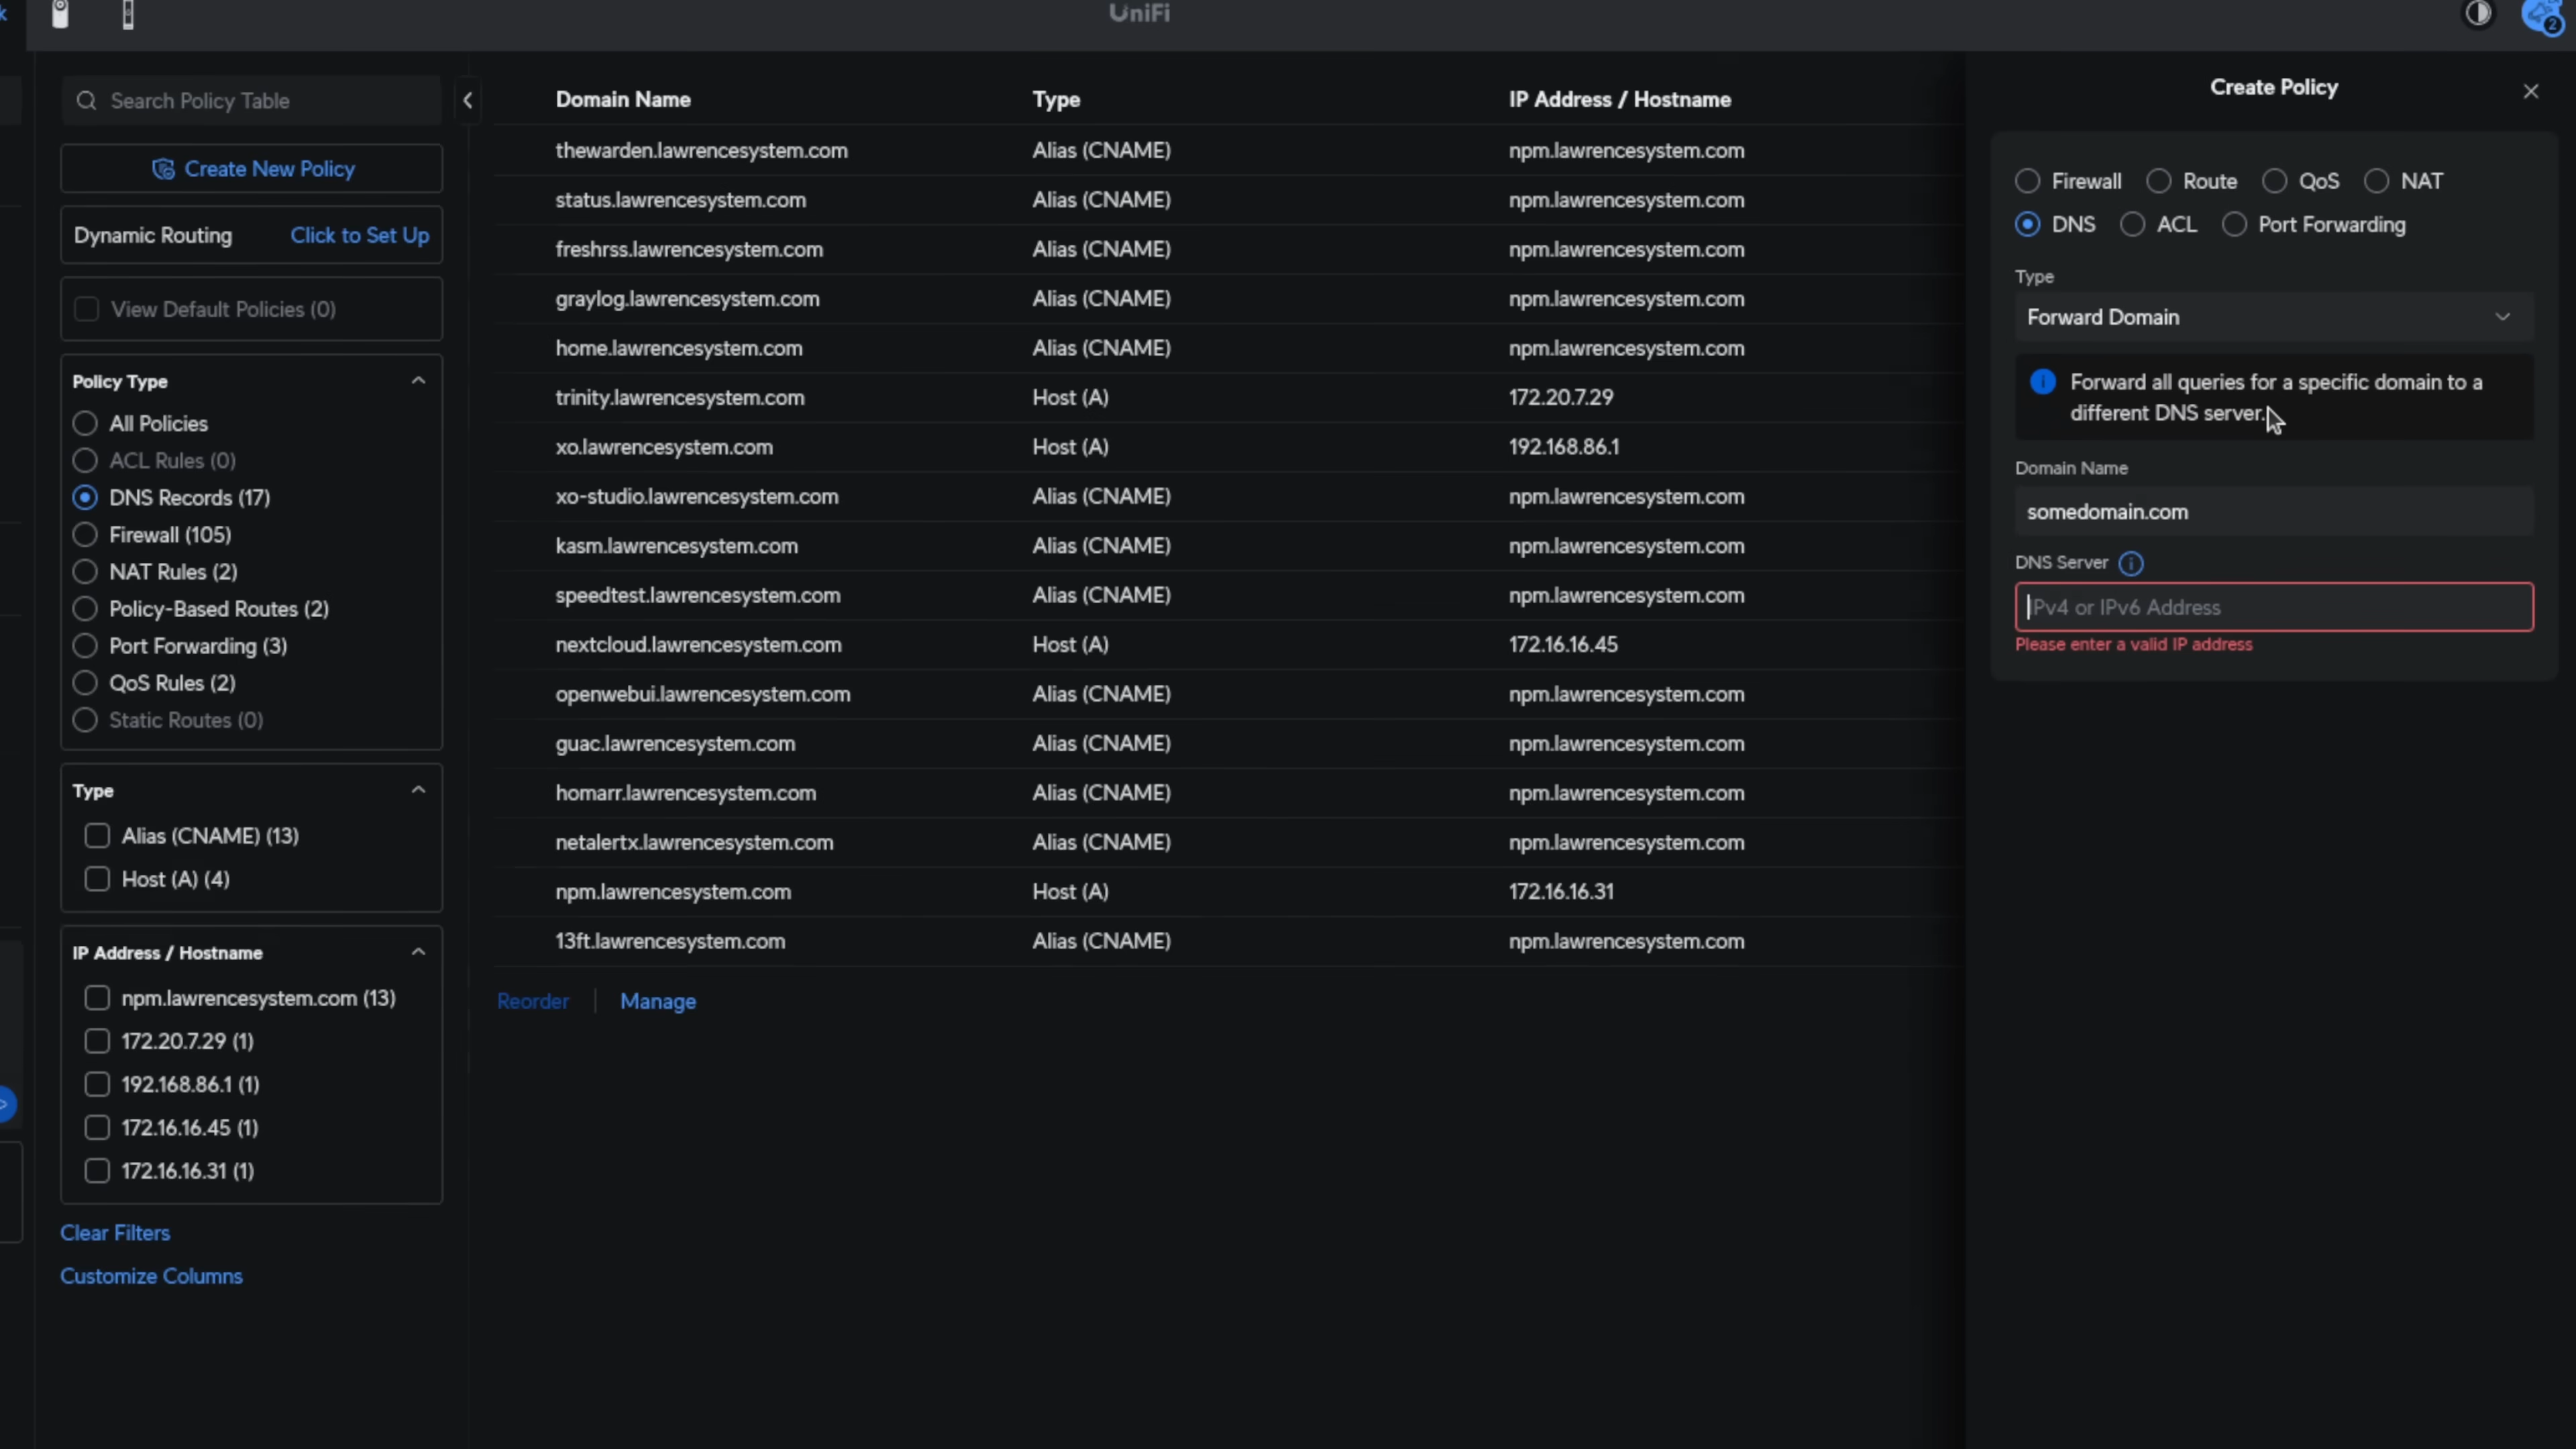 UniFi
2
Search Policy Table
Create New Policy
Dynamic Routing Click to Set Up
View Default Policies (0)
Policy Type
All Policies
ACL Rules (0)
DNS Records (17)
Firewall (105)
NAT Rules (2)
Policy-Based Routes (2)
Port Forwarding (3)
QoS Rules (2)
Static Routes (0)
Type
Alias (CNAME) (13)
Host (A) (4)
IP Address / Hostname
npm.lawrencesystem.com (13)
172.20.7.29 (1)
192.168.86.1 (1)
172.16.16.45 (1)
172.16.16.31 (1)
Clear Filters
Customize Columns
Domain Name Type IP Address / Hostname
thewarden.lawrencesystem.com Alias (CNAME) npm.lawrencesystem.com
status.lawrencesystem.com Alias (CNAME) npm.lawrencesystem.com
freshrss.lawrencesystem.com Alias (CNAME) npm.lawrencesystem.com
graylog.lawrencesystem.com Alias (CNAME) npm.lawrencesystem.com
home.lawrencesystem.com Alias (CNAME) npm.lawrencesystem.com
trinity.lawrencesystem.com Host (A) 172.20.7.29
xo.lawrencesystem.com Host (A) 192.168.86.1
xo-studio.lawrencesystem.com Alias (CNAME) npm.lawrencesystem.com
kasm.lawrencesystem.com Alias (CNAME) npm.lawrencesystem.com
speedtest.lawrencesystem.com Alias (CNAME) npm.lawrencesystem.com
nextcloud.lawrencesystem.com Host (A) 172.16.16.45
openwebui.lawrencesystem.com Alias (CNAME) npm.lawrencesystem.com
guac.lawrencesystem.com Alias (CNAME) npm.lawrencesystem.com
homarr.lawrencesystem.com Alias (CNAME) npm.lawrencesystem.com
netalertx.lawrencesystem.com Alias (CNAME) npm.lawrencesystem.com
npm.lawrencesystem.com Host (A) 172.16.16.31
13ft.lawrencesystem.com Alias (CNAME) npm.lawrencesystem.com
Reorder Manage
Create Policy
Firewall Route QoS NAT
DNS ACL Port Forwarding
Type
Forward Domain
Forward all queries for a specific domain to a
different DNS server.
Domain Name
somedomain.com
DNS Server
IPv4 or IPv6 Address
Please enter a valid IP address